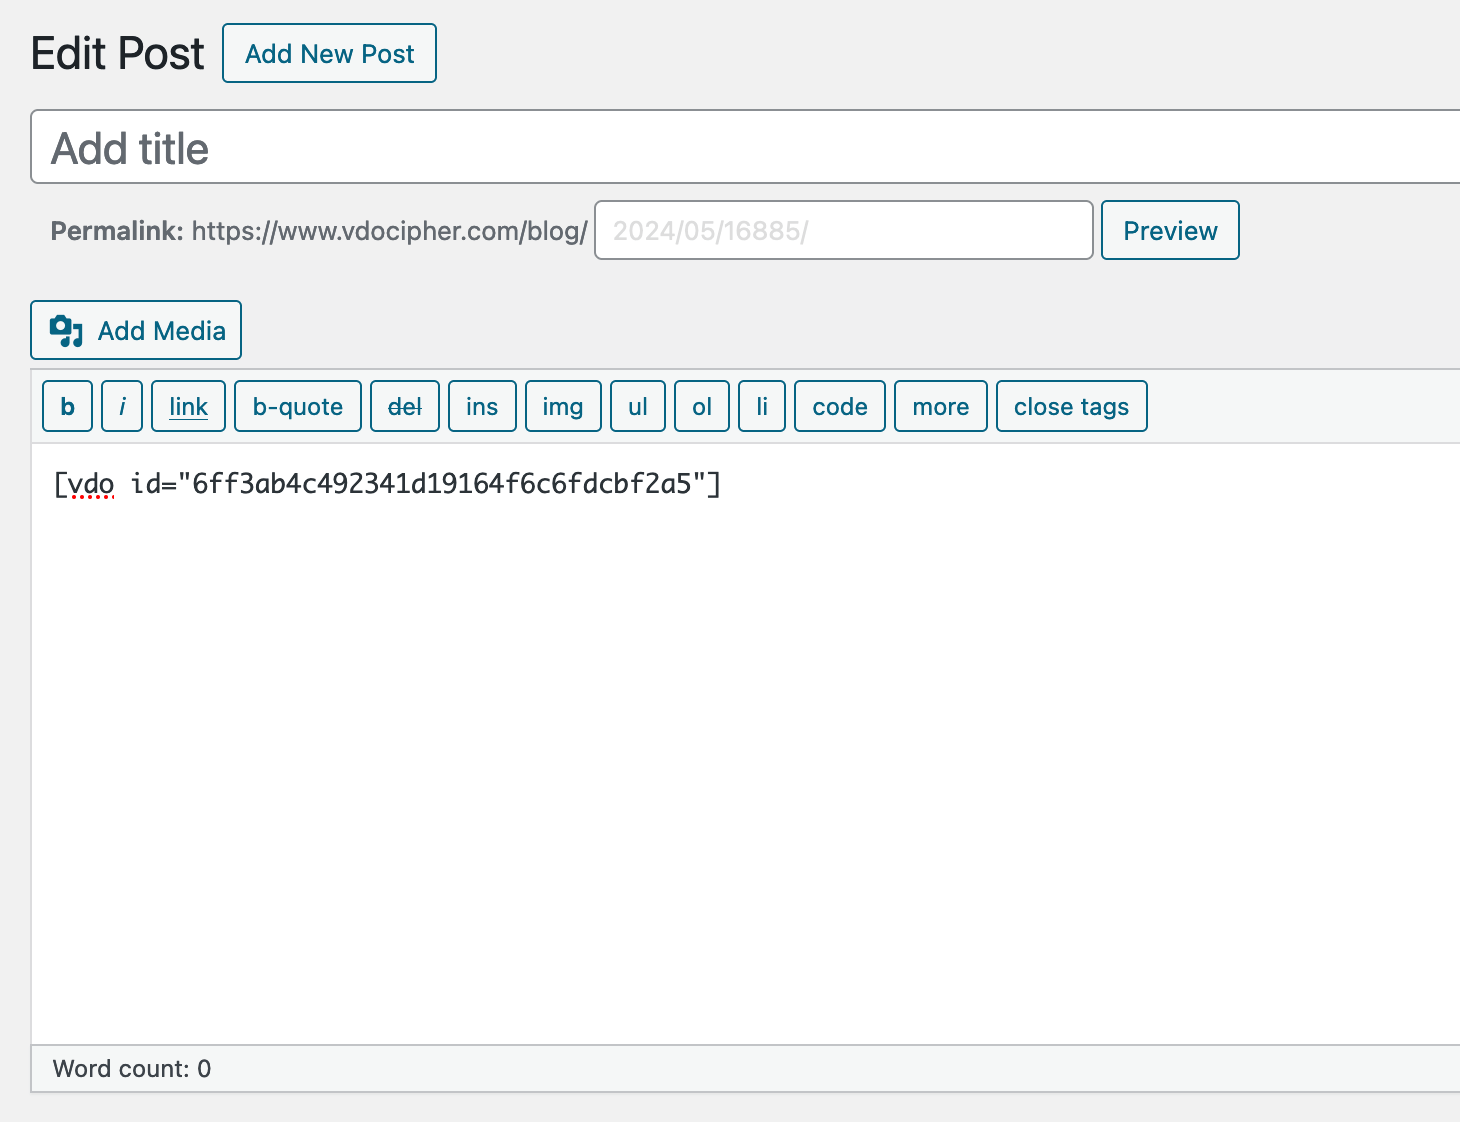 Edit Post Add New Post
Add title
Permalink: https://www.vdocipher.com/blog/ 2024/05/16885/ Preview
Add Media
b i link b-quote del ins img ul ol li code more close tags
[vdo id="6ff3ab4c492341d19164f6c6fdcbf2a5"]
Word count: 0